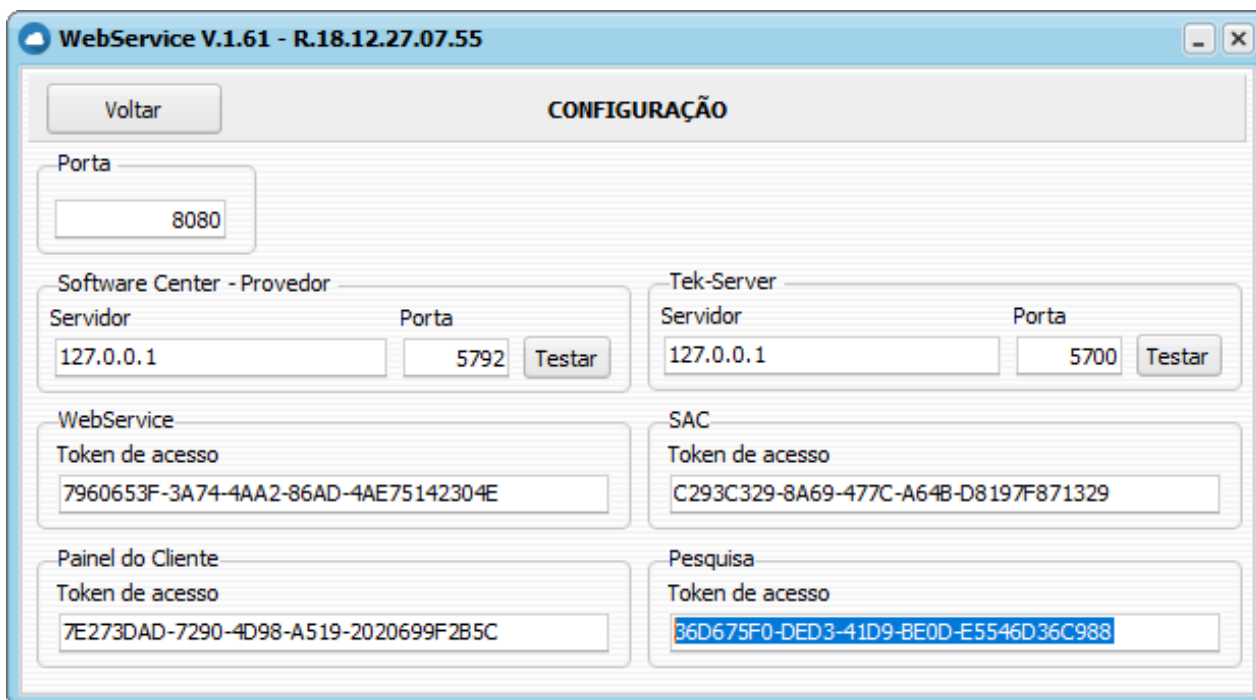 WebService V.1.61 - R.18.12.27.07.55
Voltar
CONFIGURAÇÃO
Porta
8080
Software Center - Provedor
Servidor Porta
127.0.0.1 5792 Testar
Tek-Server
Servidor Porta
127.0.0.1 5700 Testar
WebService
Token de acesso
7960653F-3A74-4AA2-86AD-4AE75142304E
SAC
Token de acesso
C293C329-8A69-477C-A64B-D8197F871329
Painel do Cliente
Token de acesso
7E273DAD-7290-4D98-A519-2020699F2B5C
Pesquisa
Token de acesso
36D675F0-DED3-41D9-BE0D-E5546D36C988